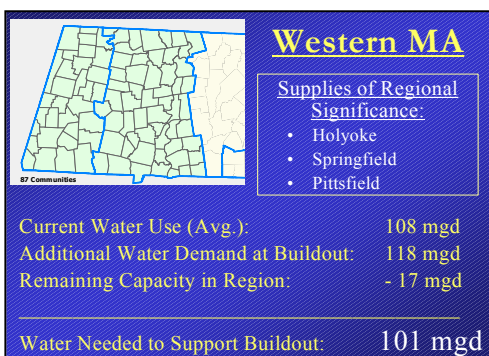 Western MA
Supplies of Regional
Significance:
• Holyoke
• Springfield
• Pittsfield
87 Communities
Current Water Use (Avg.): 108 mgd
Additional Water Demand at Buildout: 118 mgd
Remaining Capacity in Region: - 17 mgd
Water Needed to Support Buildout: 101 mgd